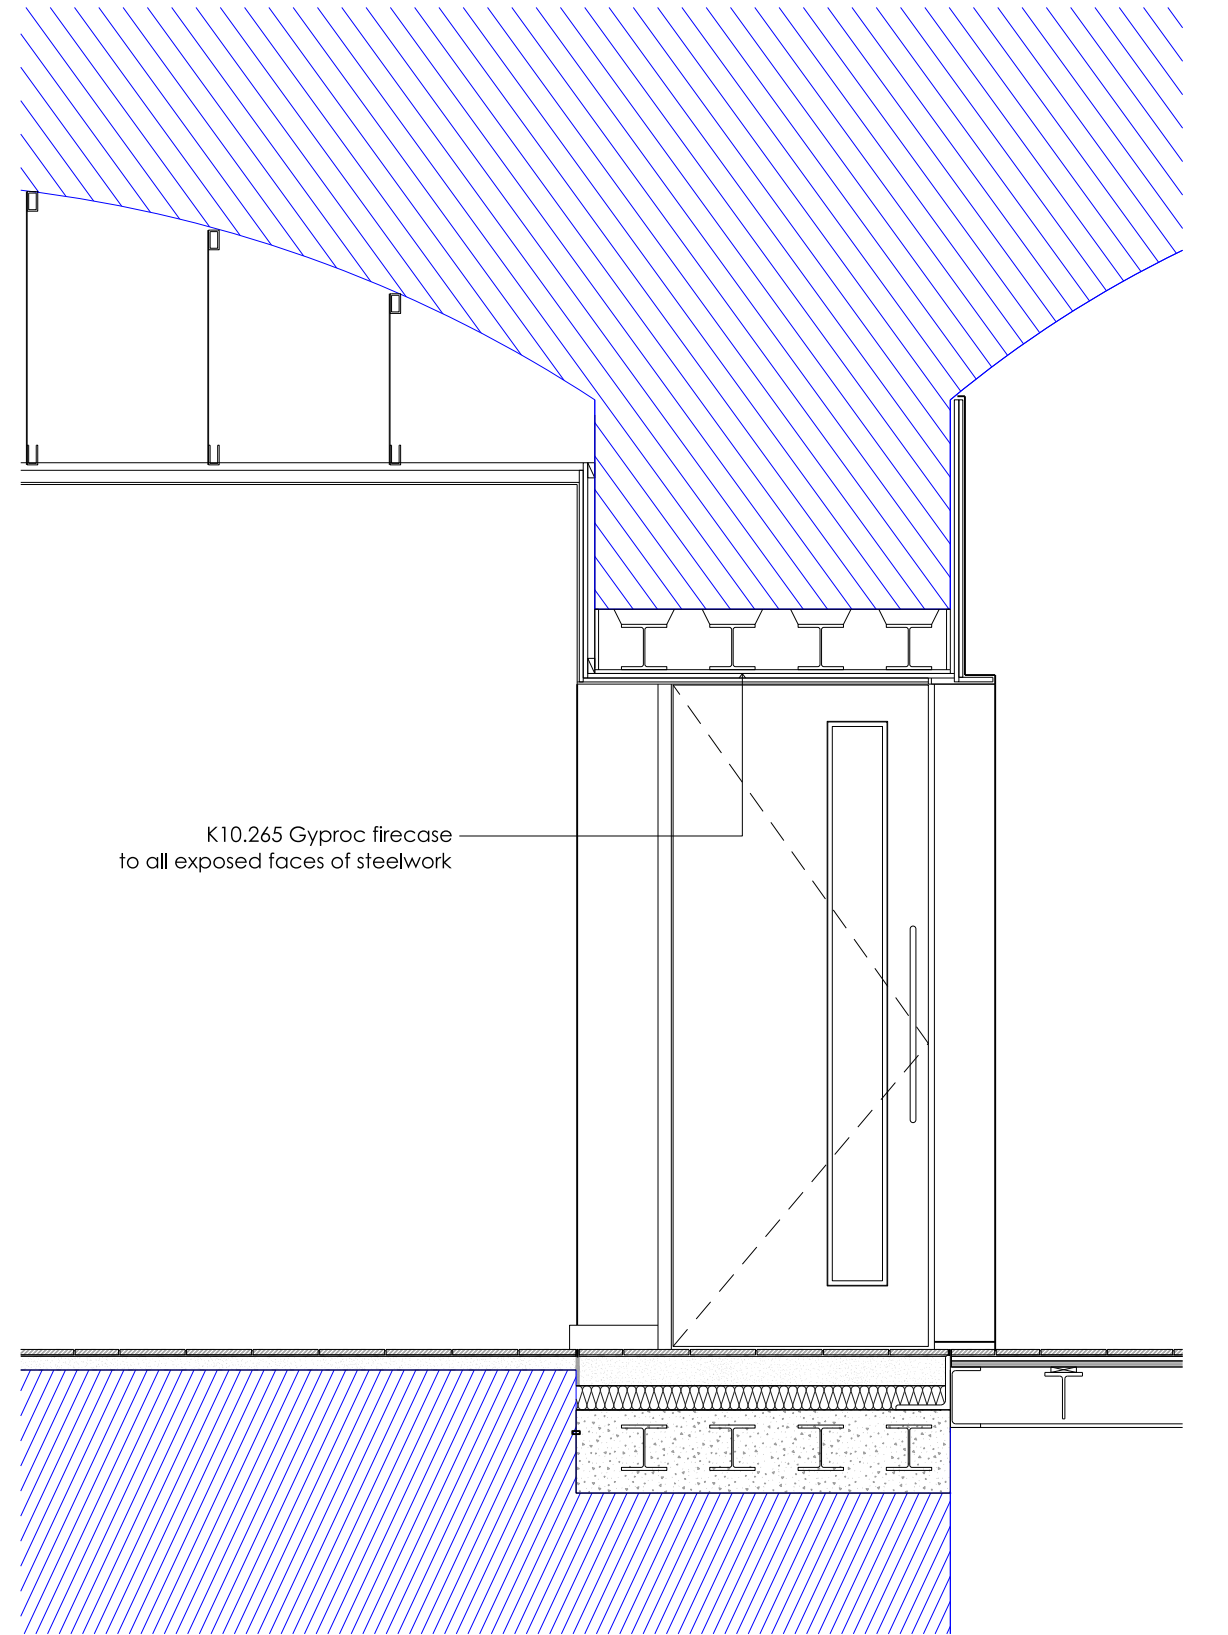 K10.265 Gyproc firecase
to all exposed faces of steelwork